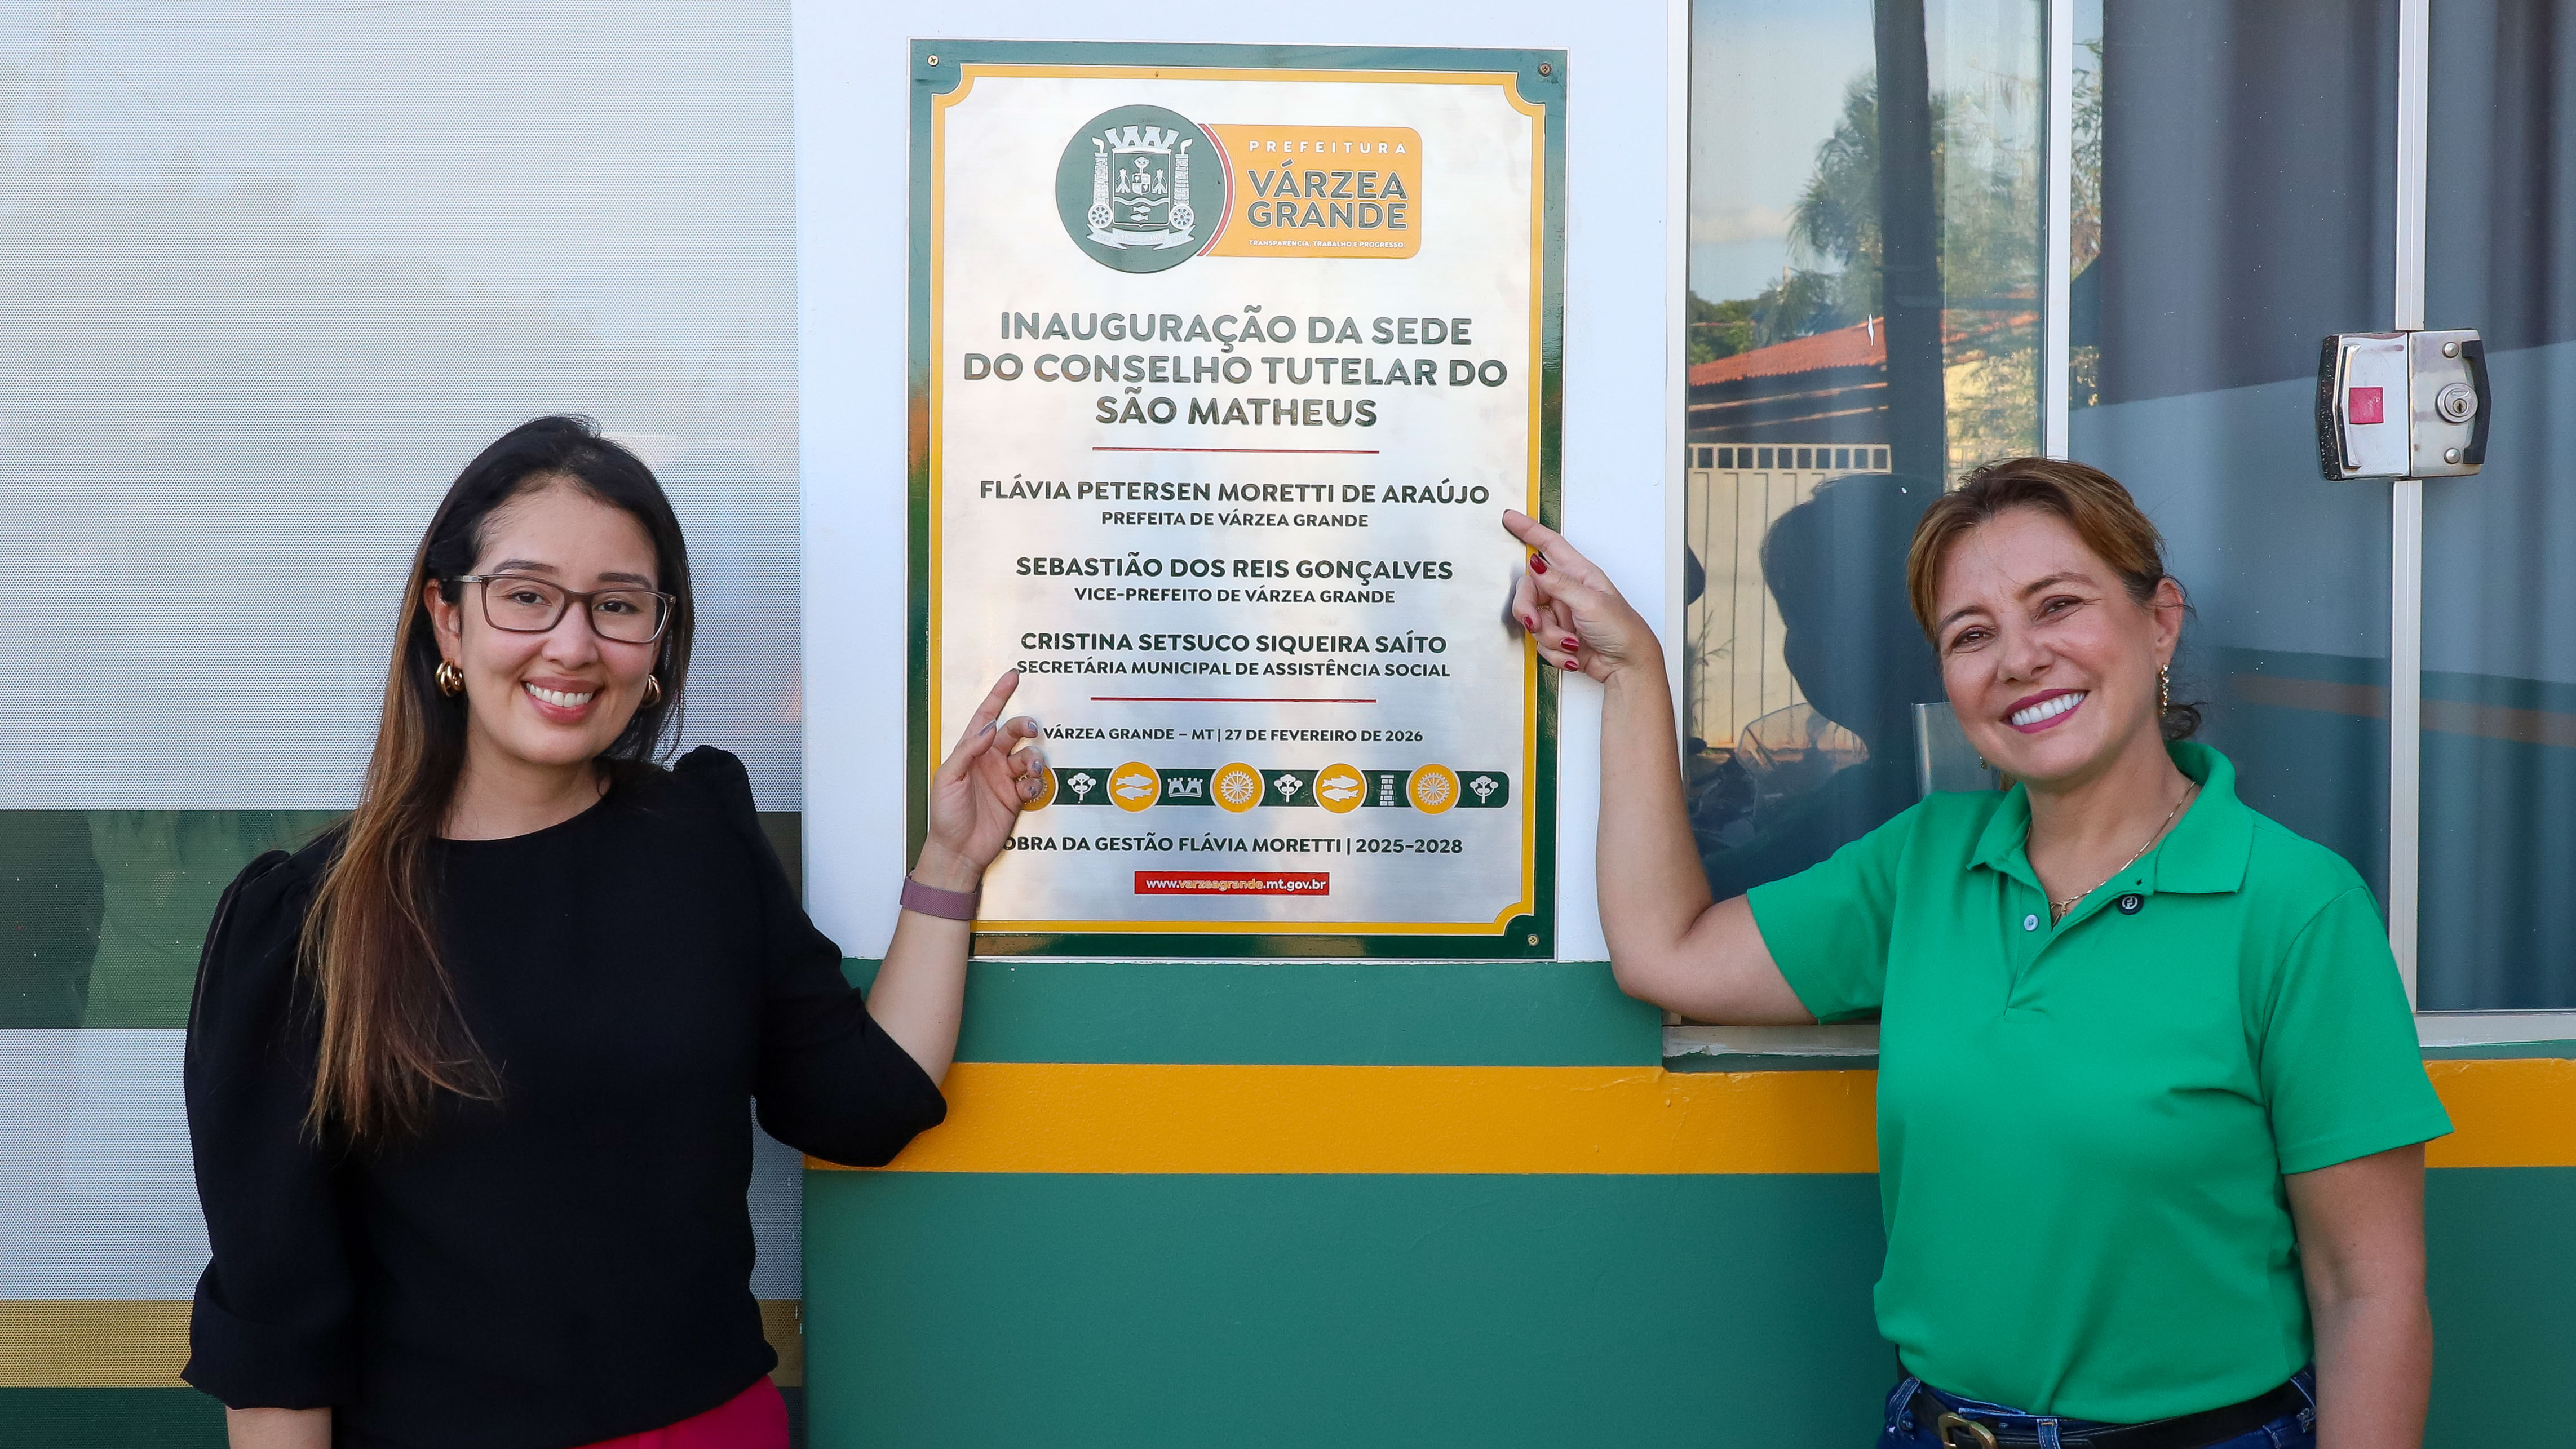 PREFEITURA
VÁRZEA
GRANDE
TRANSPARÊNCIA, TRABALHO E PROGRESSO
INAUGURAÇÃO DA SEDE
DO CONSELHO TUTELAR DO
SÃO MATHEUS
FLÁVIA PETERSEN MORETTI DE ARAÚJO
PREFEITA DE VÁRZEA GRANDE
SEBASTIÃO DOS REIS GONÇALVES
VICE-PREFEITO DE VÁRZEA GRANDE
CRISTINA SETSUCO SIQUEIRA SAÍTO
SECRETÁRIA MUNICIPAL DE ASSISTÊNCIA SOCIAL
VÁRZEA GRANDE – MT | 27 DE FEVEREIRO DE 2026
OBRA DA GESTÃO FLÁVIA MORETTI | 2025-2028
www.varzeagrande.mt.gov.br